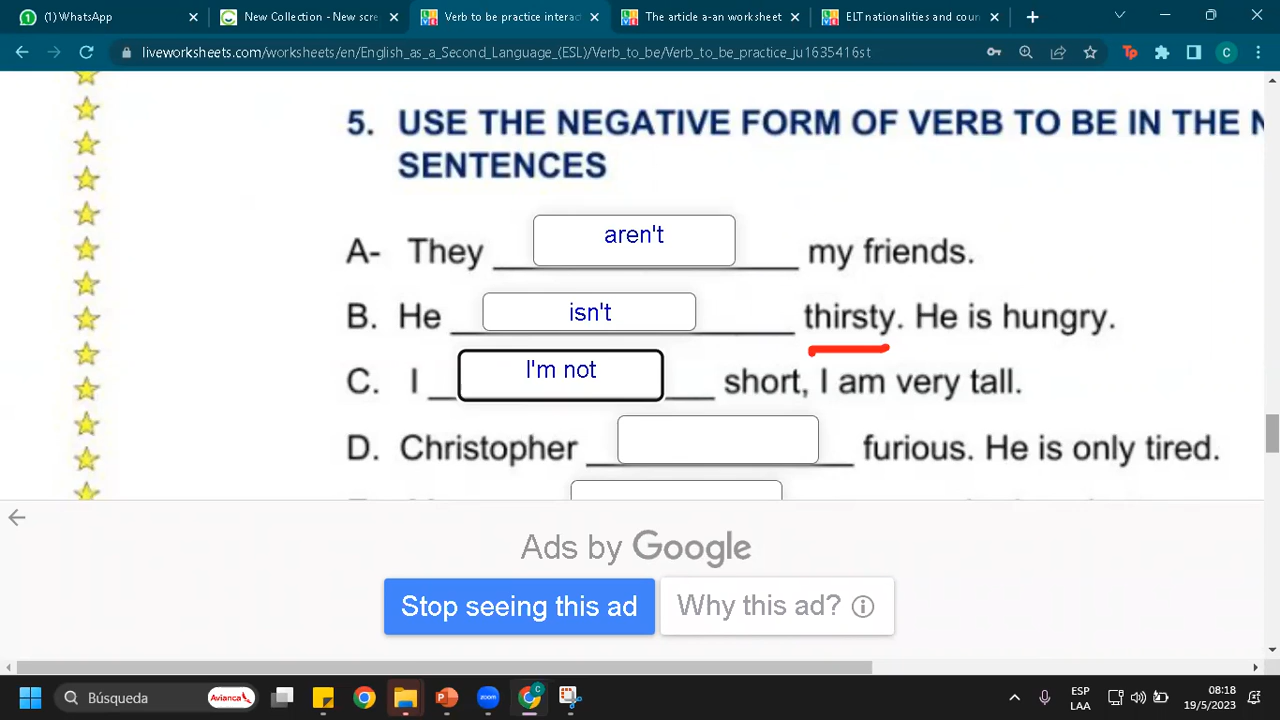 (1) WhatsApp
New Collection - New scre
Verb to be practice interac
The article a-an worksheet
ELT nationalities and coun
liveworksheets.com/worksheets/en/English_as_a_Second_Language_(ESL)/Verb_to_be/Verb_to_be_practice_ju1635416st
5. USE THE NEGATIVE FORM OF VERB TO BE IN THE N
SENTENCES
A- They aren't my friends.
B. He isn't thirsty. He is hungry.
C. I I'm not short, I am very tall.
D. Christopher furious. He is only tired.
Ads by Google
Stop seeing this ad Why this ad?
Búsqueda
Avianca
ESP
LAA
08:18
19/5/2023